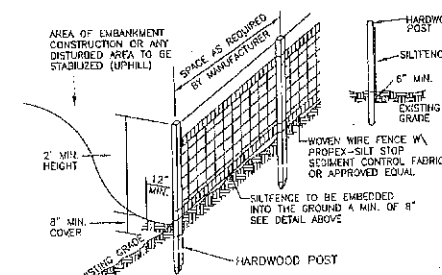 AREA OF EMBANKMENT
CONSTRUCTION OR ANY
DISTURBED AREA TO BE
STABILIZED (UPHILL)
SPACE AS REQUIRED
BY MANUFACTURER
HARDWOOD
POST
SILTFENCE
6" MIN.
EXISTING
GRADE
2' MIN.
HEIGHT
12"
MIN.
WOVEN WIRE FENCE W\
PROPEX-SILT STOP
SEDIMENT CONTROL FABRIC
OR APPROVED EQUAL
8" MIN.
COVER
SILTFENCE TO BE EMBEDDED
INTO THE GROUND A MIN. OF 8"
SEE DETAIL ABOVE
EXISTING GRADE
HARDWOOD POST